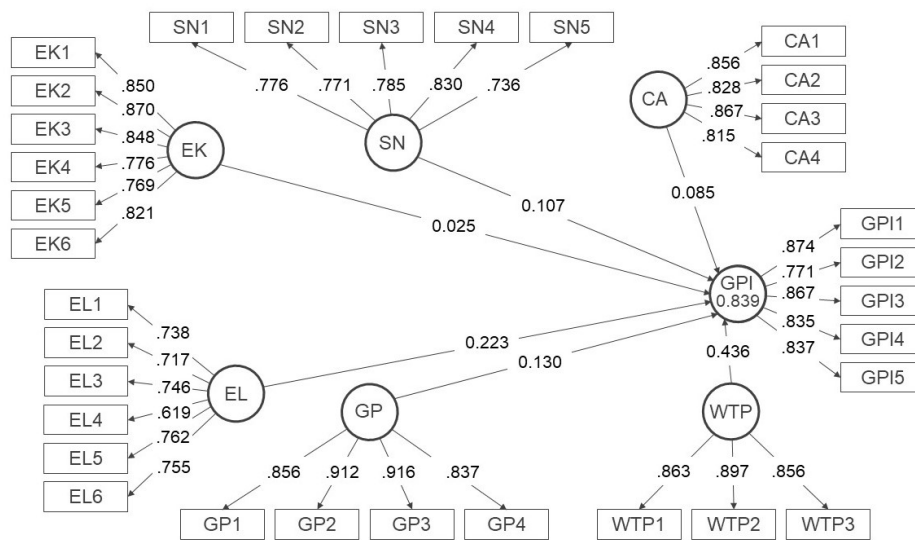 SN1 SN2 SN3 SN4 SN5
.776 .771 .785 .830 .736
SN
EK1
EK2
EK3
EK4
EK5
EK6
.850
.870
.848
.776
.769
.821
EK
CA1
CA2
CA3
CA4
.856
.828
.867
.815
CA
0.025
0.107
0.085
GPI
0.839
GPI1
GPI2
GPI3
GPI4
GPI5
.874
.771
.867
.835
.837
EL1
EL2
EL3
EL4
EL5
EL6
.738
.717
.746
.619
.762
.755
EL
0.223
0.130
0.436
GP
.856 .912 .916 .837
GP1 GP2 GP3 GP4
WTP
.863 .897 .856
WTP1 WTP2 WTP3